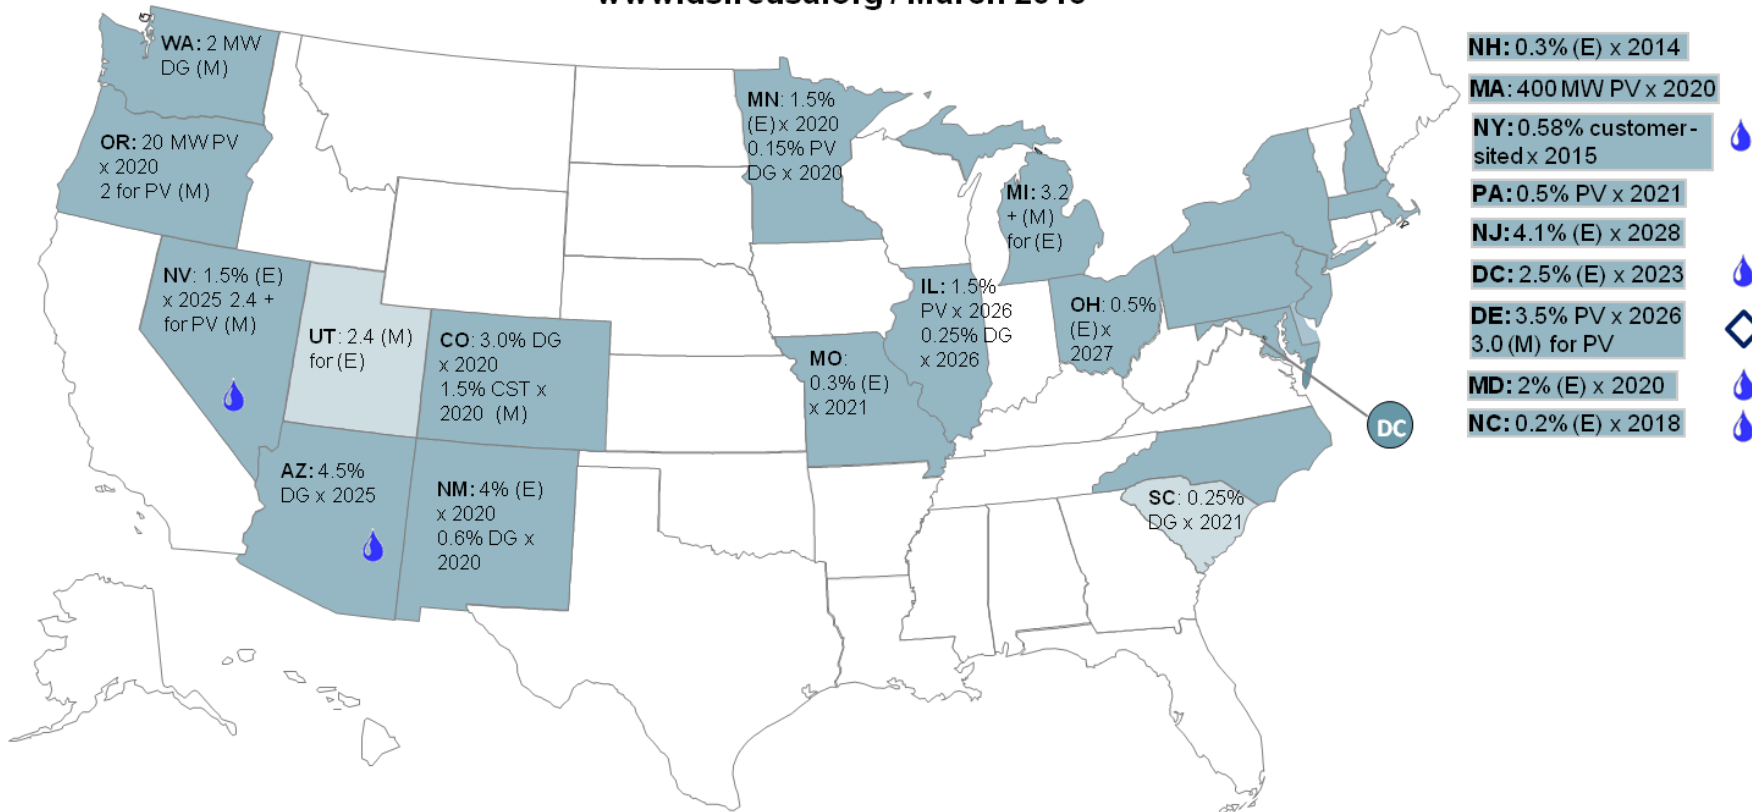 WA: 2 MW
DG (M)
OR: 20 MW PV
x 2020
2 for PV (M)
NV: 1.5% (E)
x 2025 2.4 +
for PV (M)
UT: 2.4 (M)
for (E)
CO: 3.0% DG
x 2020
1.5% CST x
2020 (M)
AZ: 4.5%
DG x 2025
NM: 4% (E)
x 2020
0.6% DG x
2020
MN: 1.5%
(E) x 2020
0.15% PV
DG x 2020
MO:
0.3% (E)
x 2021
IL: 1.5%
PV x 2026
0.25% DG
x 2026
MI: 3.2
+ (M)
for (E)
OH: 0.5%
(E) x
2027
SC: 0.25%
DG x 2021
DC
NH: 0.3% (E) x 2014
MA: 400 MW PV x 2020
NY: 0.58% customer-
sited x 2015
PA: 0.5% PV x 2021
NJ: 4.1% (E) x 2028
DC: 2.5% (E) x 2023
DE: 3.5% PV x 2026
3.0 (M) for PV
MD: 2% (E) x 2020
NC: 0.2% (E) x 2018